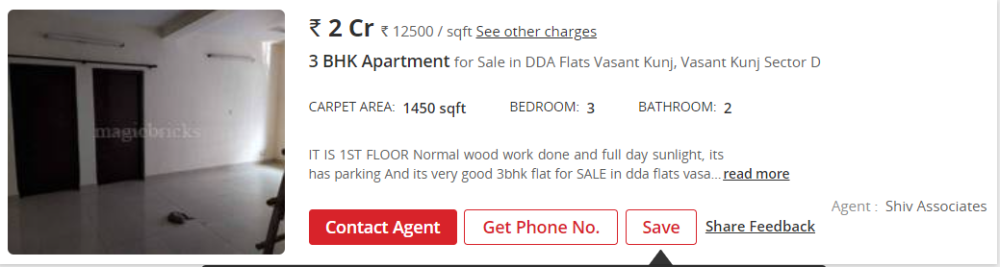 magicbricks
₹ 2 Cr ₹ 12500 / sqft See other charges
3 BHK Apartment for Sale in DDA Flats Vasant Kunj, Vasant Kunj Sector D
CARPET AREA: 1450 sqft BEDROOM: 3 BATHROOM: 2
IT IS 1ST FLOOR Normal wood work done and full day sunlight, its
has parking And its very good 3bhk flat for SALE in dda flats vasa... read more
Agent : Shiv Associates
Contact Agent Get Phone No. Save Share Feedback